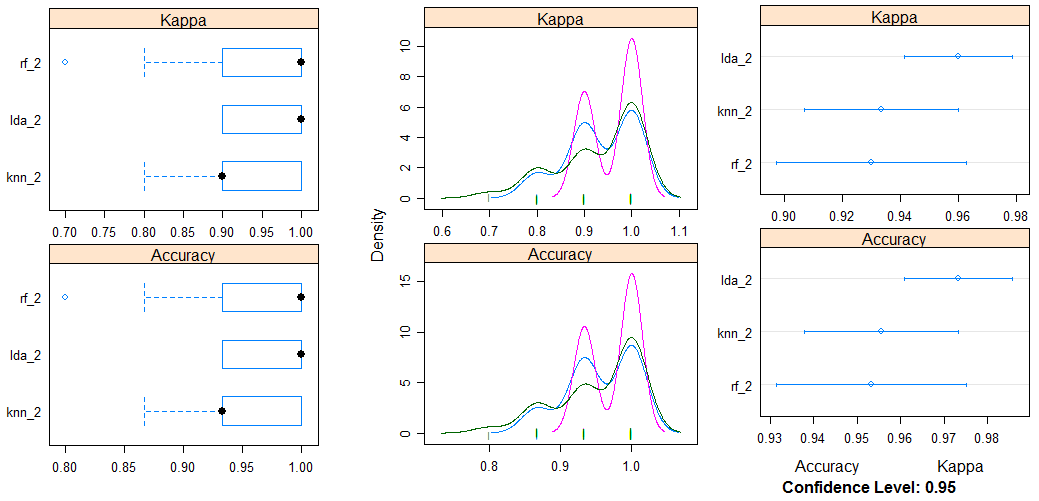 Kappa
rf_2
lda_2
knn_2
0.70 0.75 0.80 0.85 0.90 0.95 1.00
Accuracy
rf_2
lda_2
knn_2
0.80 0.85 0.90 0.95 1.00
Density
Kappa
10
8
6
4
2
0
0.6 0.7 0.8 0.9 1.0 1.1
Accuracy
15
10
5
0
0.8 0.9 1.0
Kappa
lda_2
knn_2
rf_2
0.90 0.92 0.94 0.96 0.98
Accuracy
lda_2
knn_2
rf_2
0.93 0.94 0.95 0.96 0.97 0.98
Accuracy Kappa
Confidence Level: 0.95